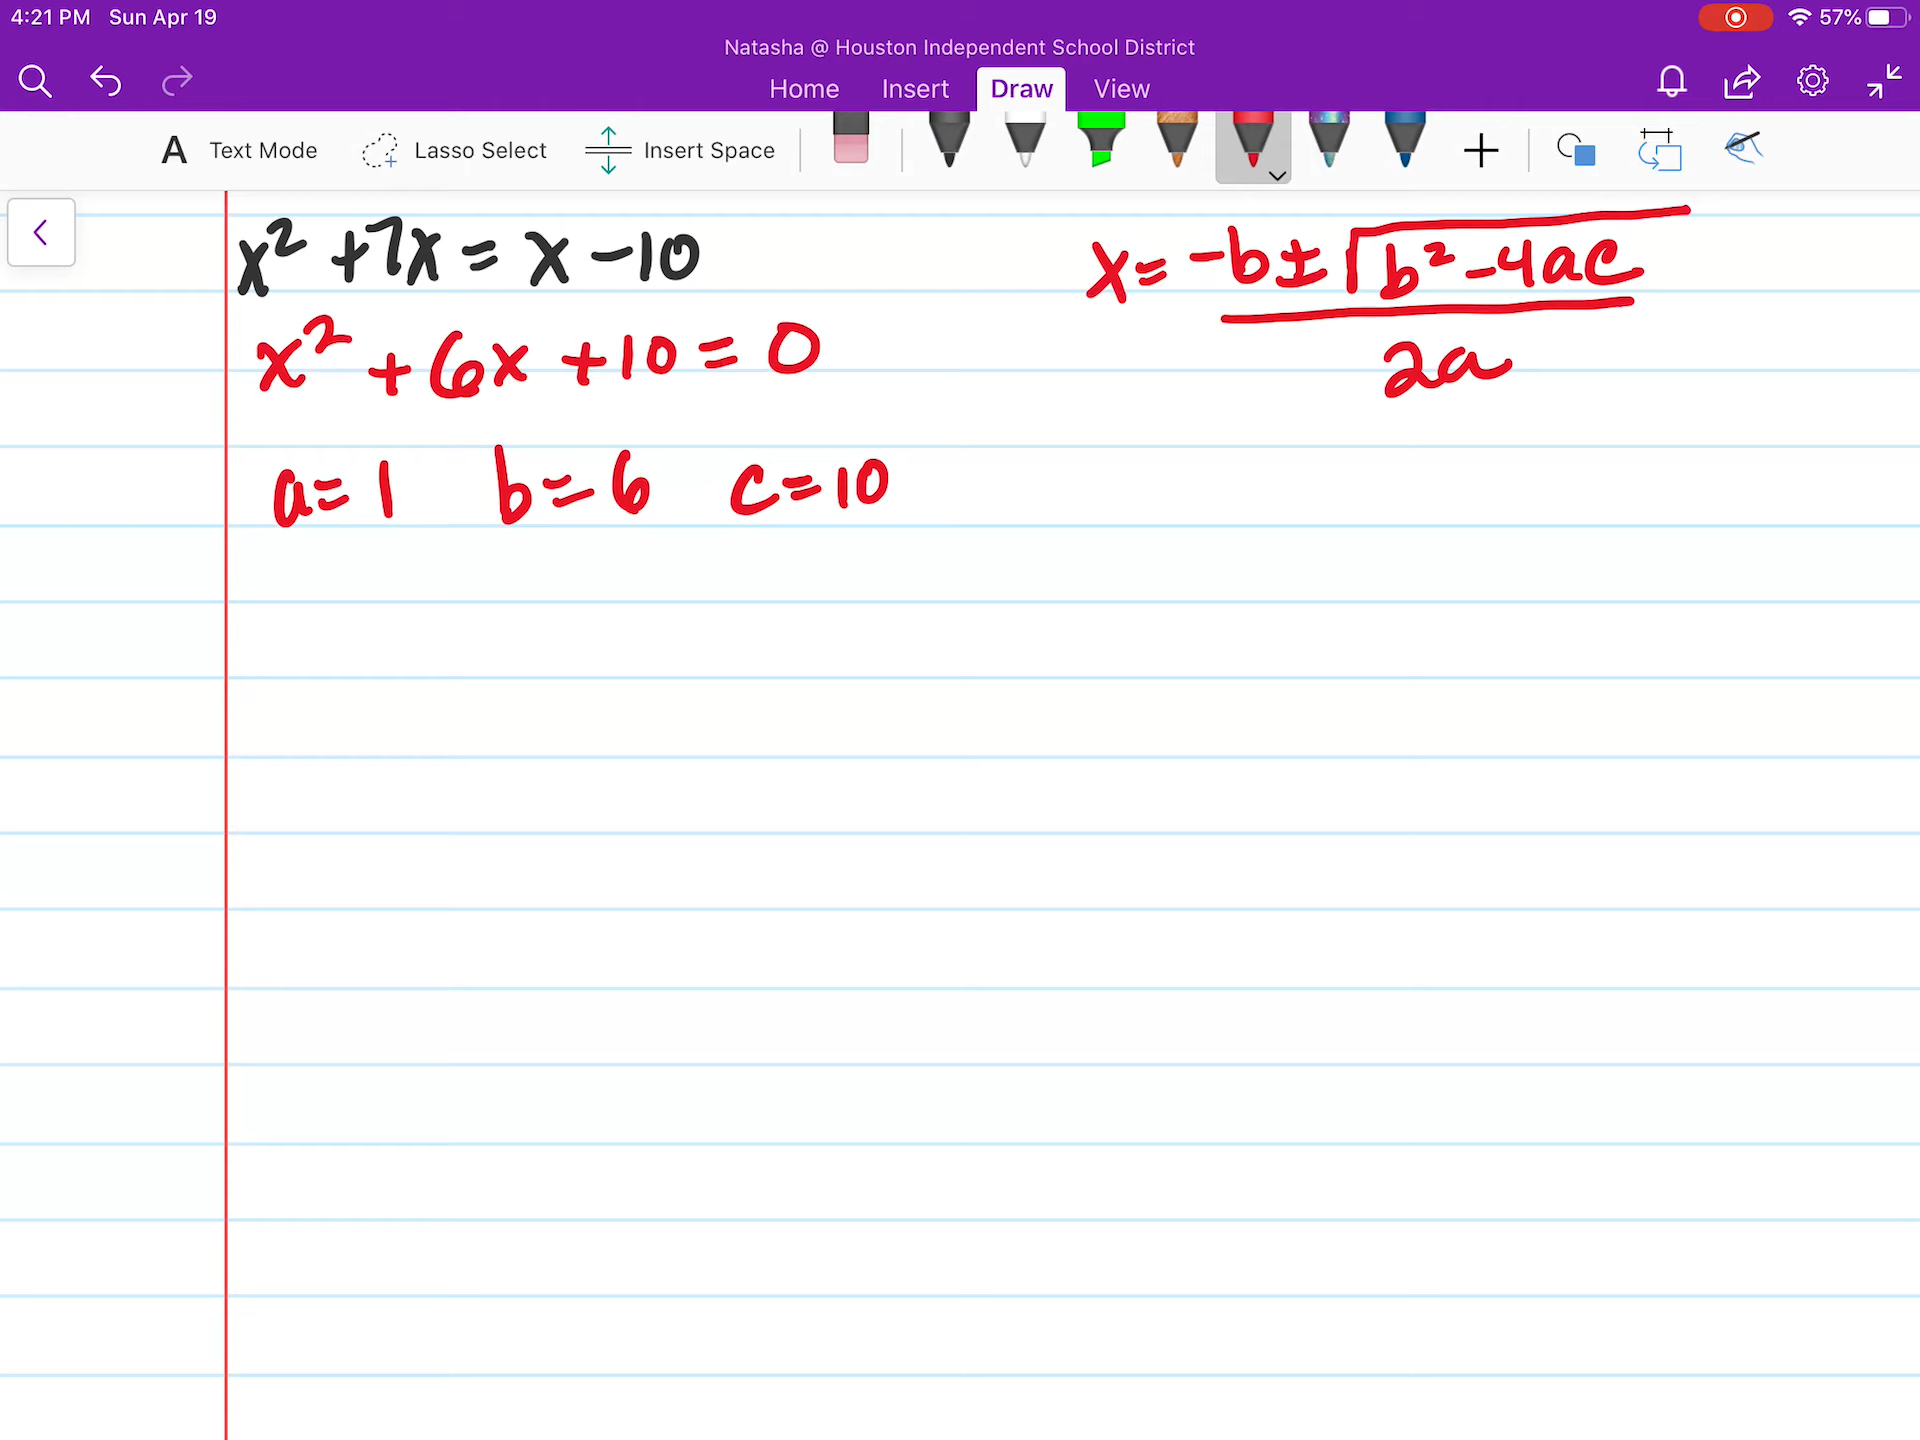 4:21 PM Sun Apr 19
57%
Natasha @ Houston Independent School District
Home Insert Draw View
A Text Mode Lasso Select Insert Space
x² +7x = x -10
x² +6x +10 = 0
a=1 b=6 c=10
x= -b±√b²-4ac
2a